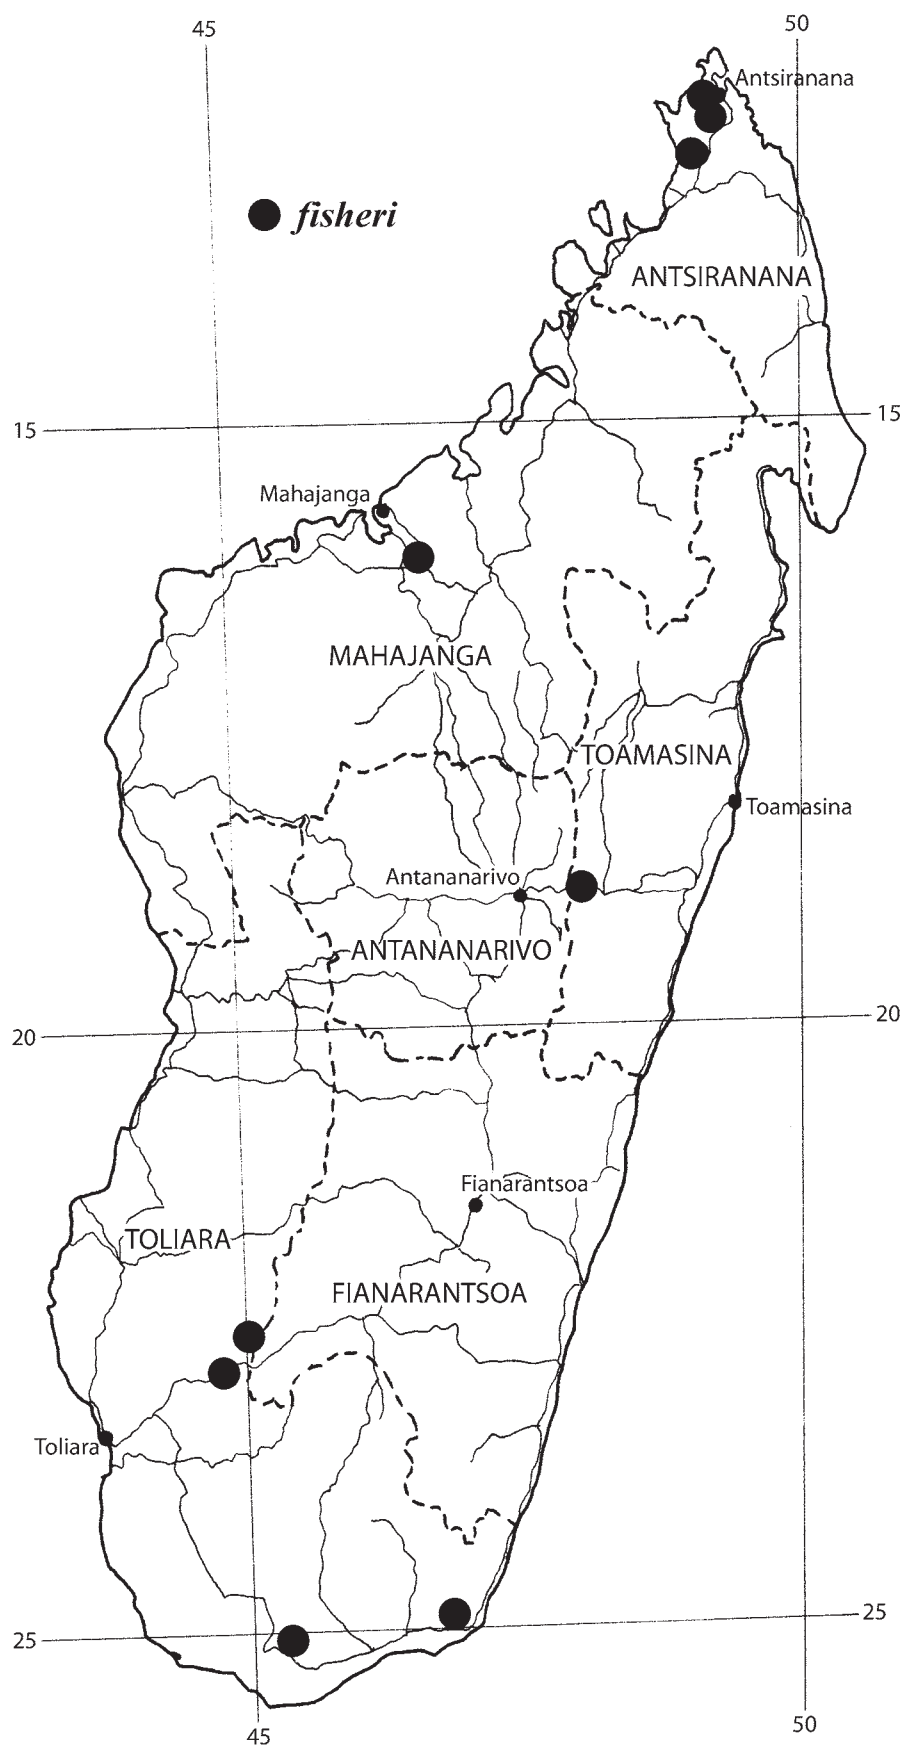 45
50
Antsiranana
fisheri
ANTSIRANANA
15
15
Mahajanga
MAHAJANGA
TOAMASINA
Toamasina
Antananarivo
ANTANANARIVO
20
20
Fianarantsoa
TOLIARA
FIANARANTSOA
Toliara
25
25
45
50